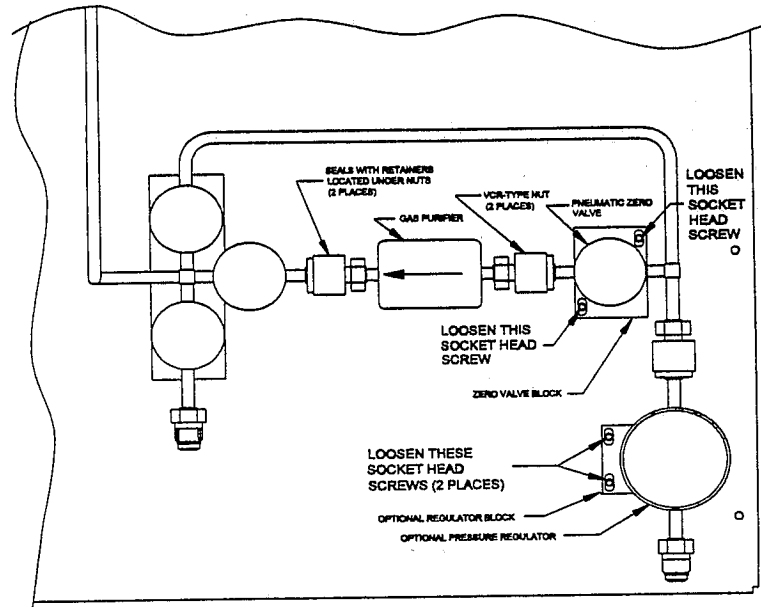 SEALS WITH RETAINERS
LOCATED UNDER NUTS
(2 PLACES)
GAS PURIFIER
VCR-TYPE NUT
(2 PLACES)
PNEUMATIC ZERO
VALVE
LOOSEN
THIS
SOCKET
HEAD
SCREW
LOOSEN THIS
SOCKET HEAD
SCREW
ZERO VALVE BLOCK
LOOSEN THESE
SOCKET HEAD
SCREWS (2 PLACES)
OPTIONAL REGULATOR BLOCK
OPTIONAL PRESSURE REGULATOR